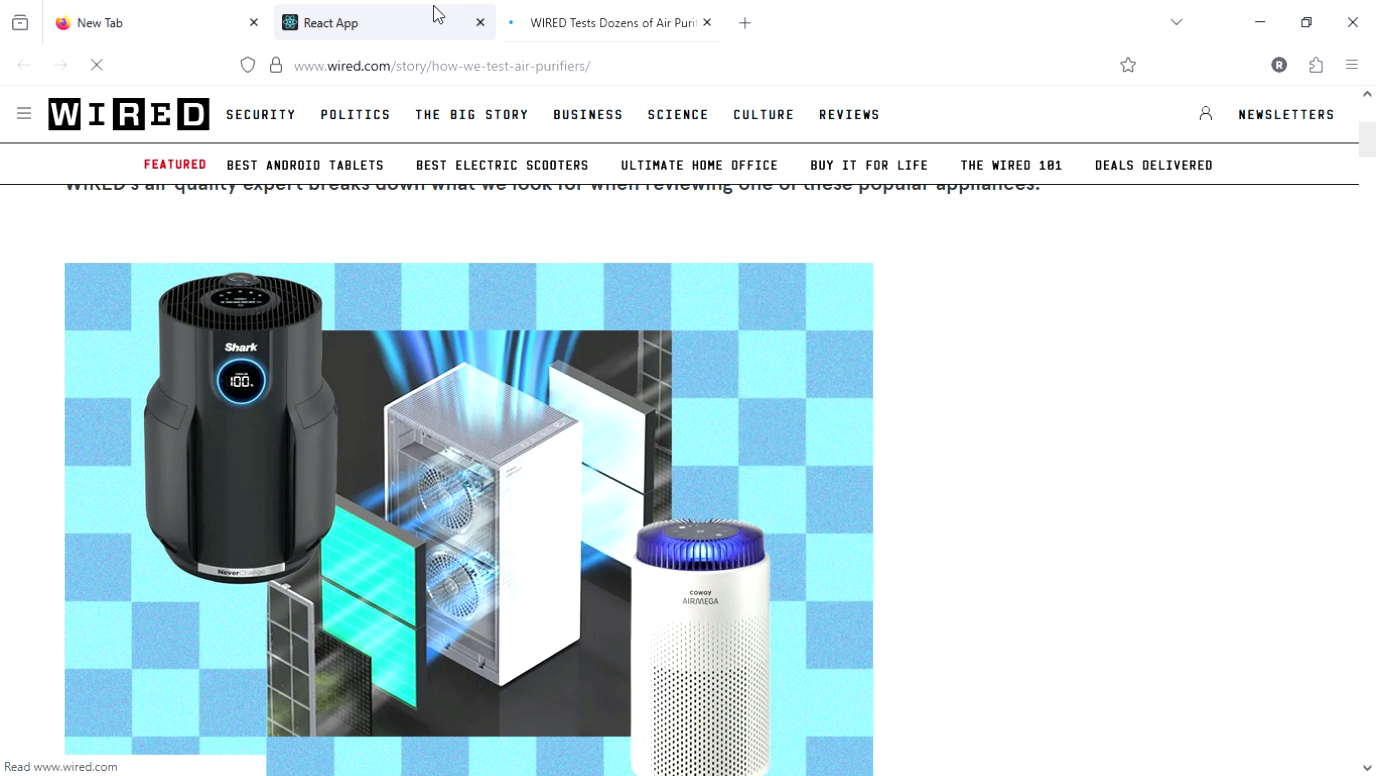 New Tab
React App
WIRED Tests Dozens of Air Puri
www.wired.com/story/how-we-test-air-purifiers/
R
WIRED
SECURITY POLITICS THE BIG STORY BUSINESS SCIENCE CULTURE REVIEWS
NEWSLETTERS
FEATURED BEST ANDROID TABLETS BEST ELECTRIC SCOOTERS ULTIMATE HOME OFFICE BUY IT FOR LIFE THE WIRED 101 DEALS DELIVERED
WIRED's air quality expert breaks down what we look for when reviewing one of these popular appliances.
Shark
100%
NeverChange
coway
AIRMEGA
Read www.wired.com